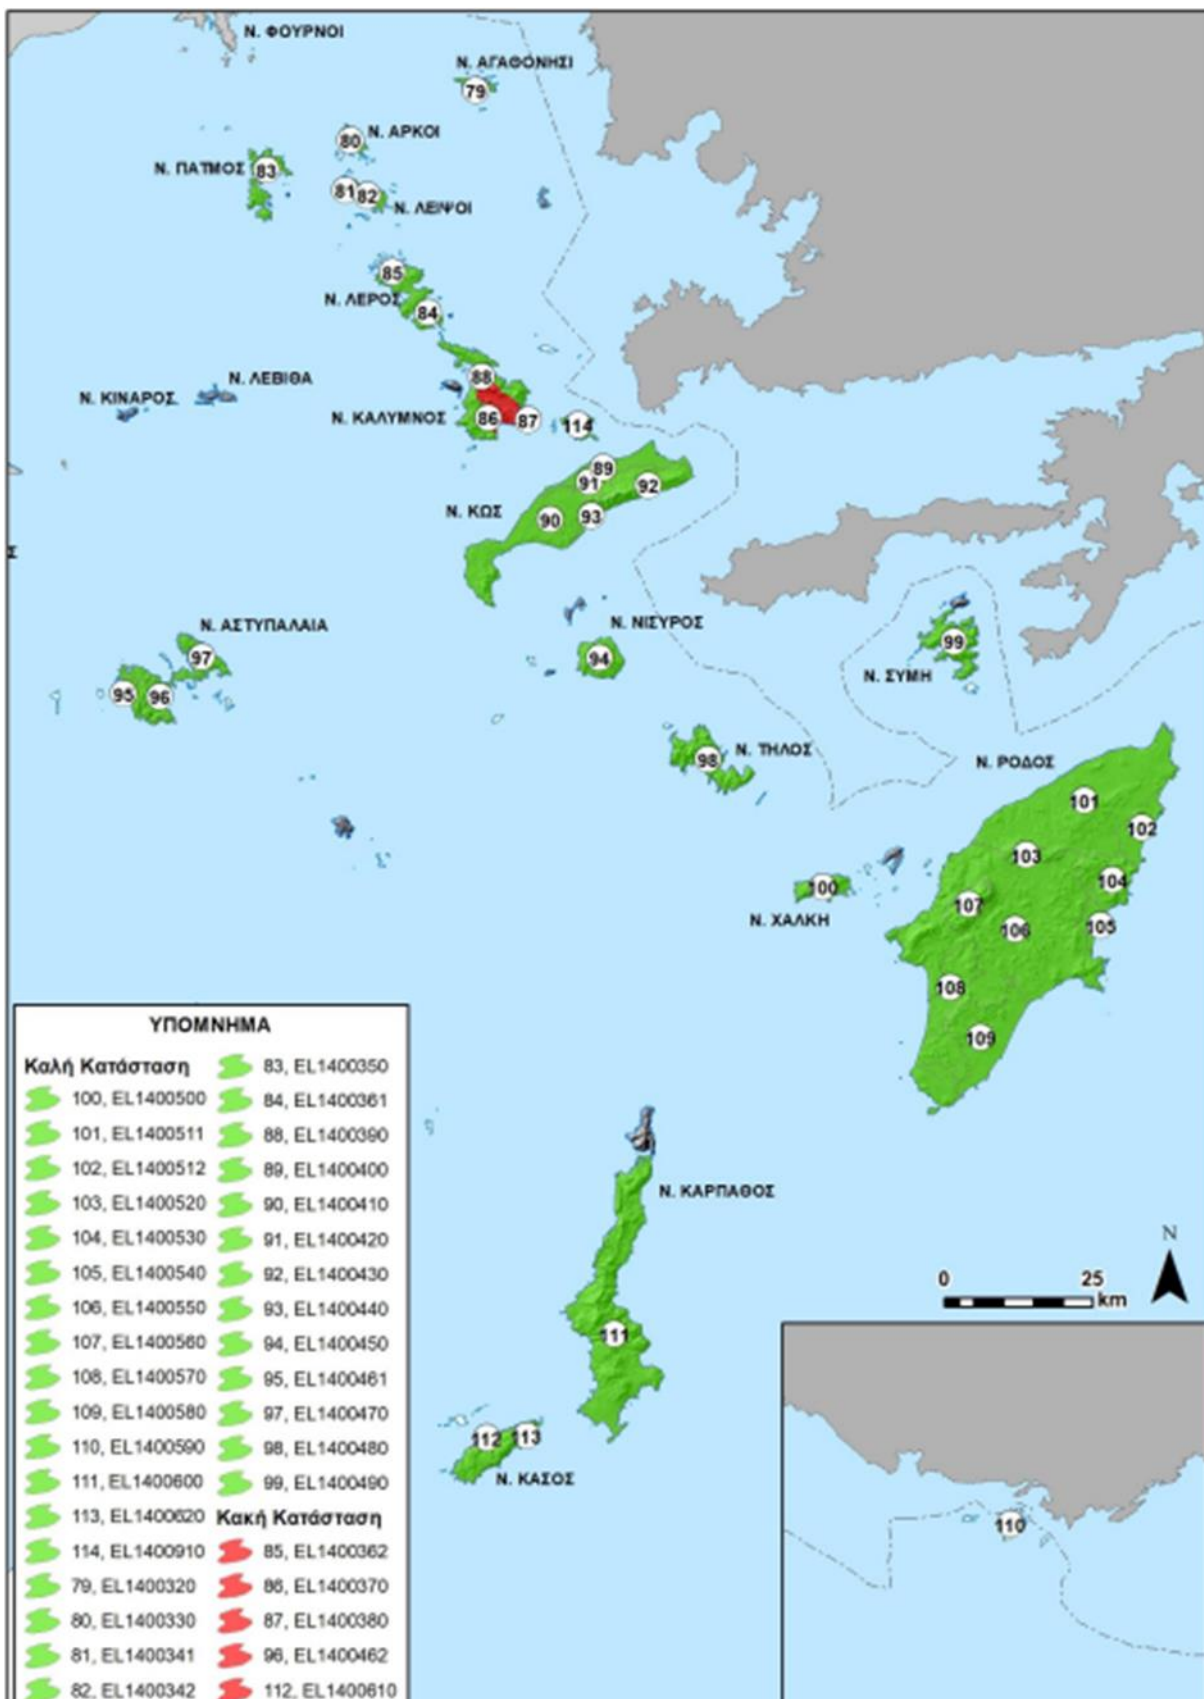 Ν. ΦΟΥΡΝΟΙ
Ν. ΑΓΑΘΟΝΗΣΙ
79
80 Ν. ΑΡΚΟΙ
Ν. ΠΑΤΜΟΣ 83
81 82 Ν. ΛΕΙΨΟΙ
85
Ν. ΛΕΡΟΣ 84
88
Ν. ΛΕΒΙΘΑ
Ν. ΚΙΝΑΡΟΣ
Ν. ΚΑΛΥΜΝΟΣ 86 87 114
89
91 92
Ν. ΚΩΣ 90 93
Σ
Ν. ΑΣΤΥΠΑΛΑΙΑ
97
95 96
Ν. ΝΙΣΥΡΟΣ
94
99
Ν. ΣΥΜΗ
98 Ν. ΤΗΛΟΣ
Ν. ΡΟΔΟΣ
101
102
103
100 104
107
Ν. ΧΑΛΚΗ
106 105
108
109
ΥΠΟΜΝΗΜΑ
Καλή Κατάσταση
100, EL1400500
101, EL1400511
102, EL1400512
103, EL1400520
104, EL1400530
105, EL1400540
106, EL1400550
107, EL1400560
108, EL1400570
109, EL1400580
110, EL1400590
111, EL1400600
113, EL1400620
114, EL1400910
79, EL1400320
80, EL1400330
81, EL1400341
82, EL1400342
83, EL1400350
84, EL1400361
88, EL1400390
89, EL1400400
90, EL1400410
91, EL1400420
92, EL1400430
93, EL1400440
94, EL1400450
95, EL1400461
97, EL1400470
98, EL1400480
99, EL1400490
Κακή Κατάσταση
85, EL1400362
86, EL1400370
87, EL1400380
96, EL1400462
112, EL1400610
Ν. ΚΑΡΠΑΘΟΣ
111
112 113
Ν. ΚΑΣΟΣ
N
0 25
km
110